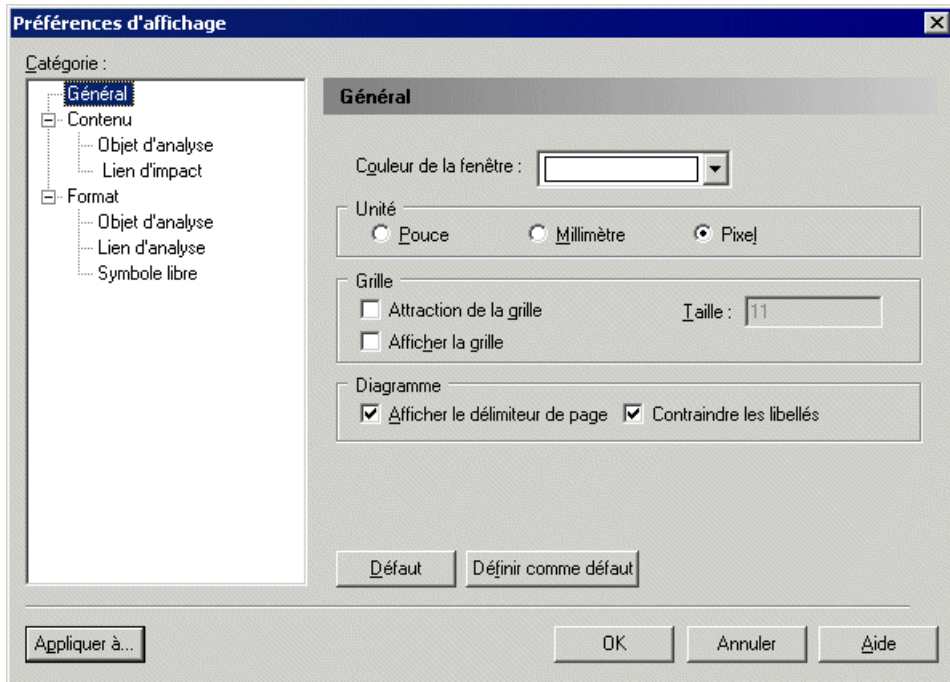 Préférences d'affichage
Catégorie :
Général
Contenu
Objet d'analyse
Lien d'impact
Format
Objet d'analyse
Lien d'analyse
Symbole libre
Général
Couleur de la fenêtre :
Unité
Pouce Millimètre Pixel
Grille
Attraction de la grille Taille : 11
Afficher la grille
Diagramme
Afficher le délimiteur de page Contraindre les libellés
Défaut Définir comme défaut
Appliquer à... OK Annuler Aide